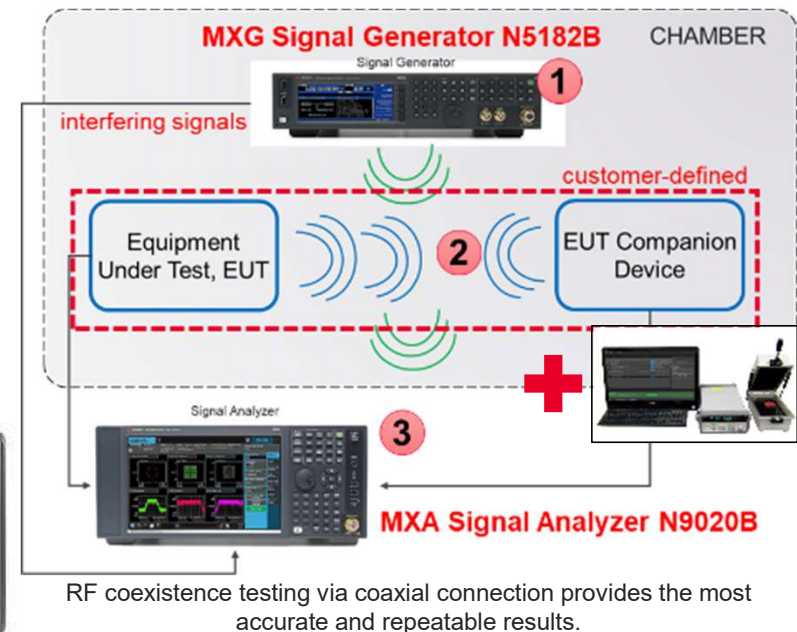 MXG Signal Generator N5182B
CHAMBER
Signal Generator
1
interfering signals
customer-defined
Equipment
Under Test, EUT
2
EUT Companion
Device
Signal Analyzer
3
MXA Signal Analyzer N9020B
RF coexistence testing via coaxial connection provides the most
accurate and repeatable results.